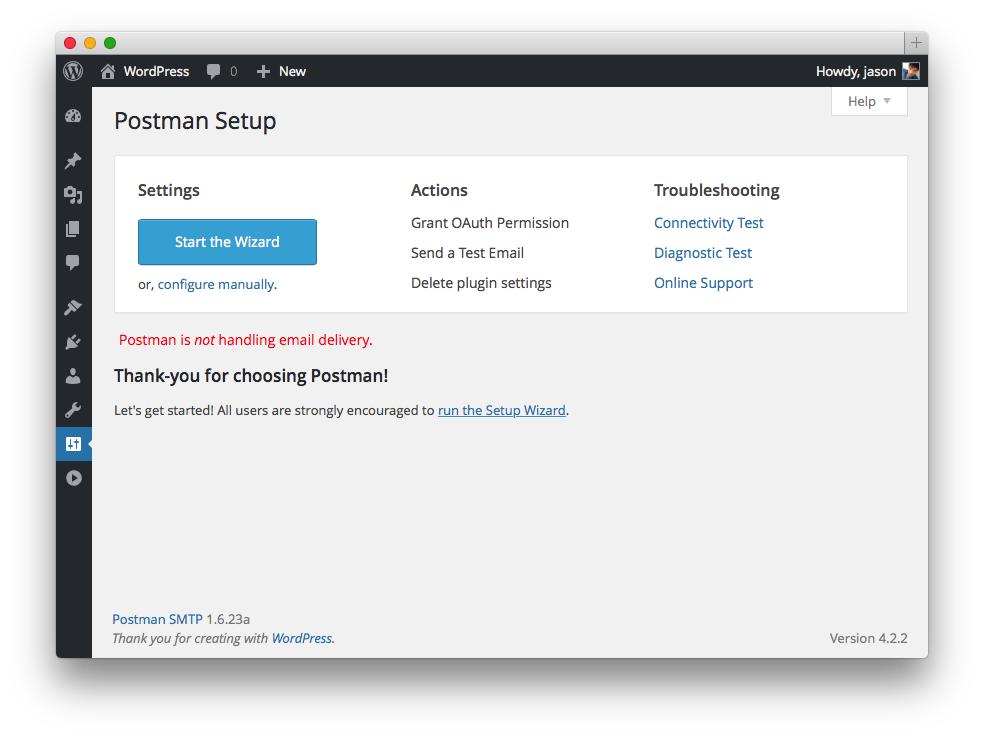 WordPress 0 New Howdy, jason
Help
Postman Setup
Settings
Start the Wizard
or, configure manually.
Actions
Grant OAuth Permission
Send a Test Email
Delete plugin settings
Troubleshooting
Connectivity Test
Diagnostic Test
Online Support
Postman is not handling email delivery.
Thank-you for choosing Postman!
Let's get started! All users are strongly encouraged to run the Setup Wizard.
Postman SMTP 1.6.23a
Thank you for creating with WordPress.
Version 4.2.2